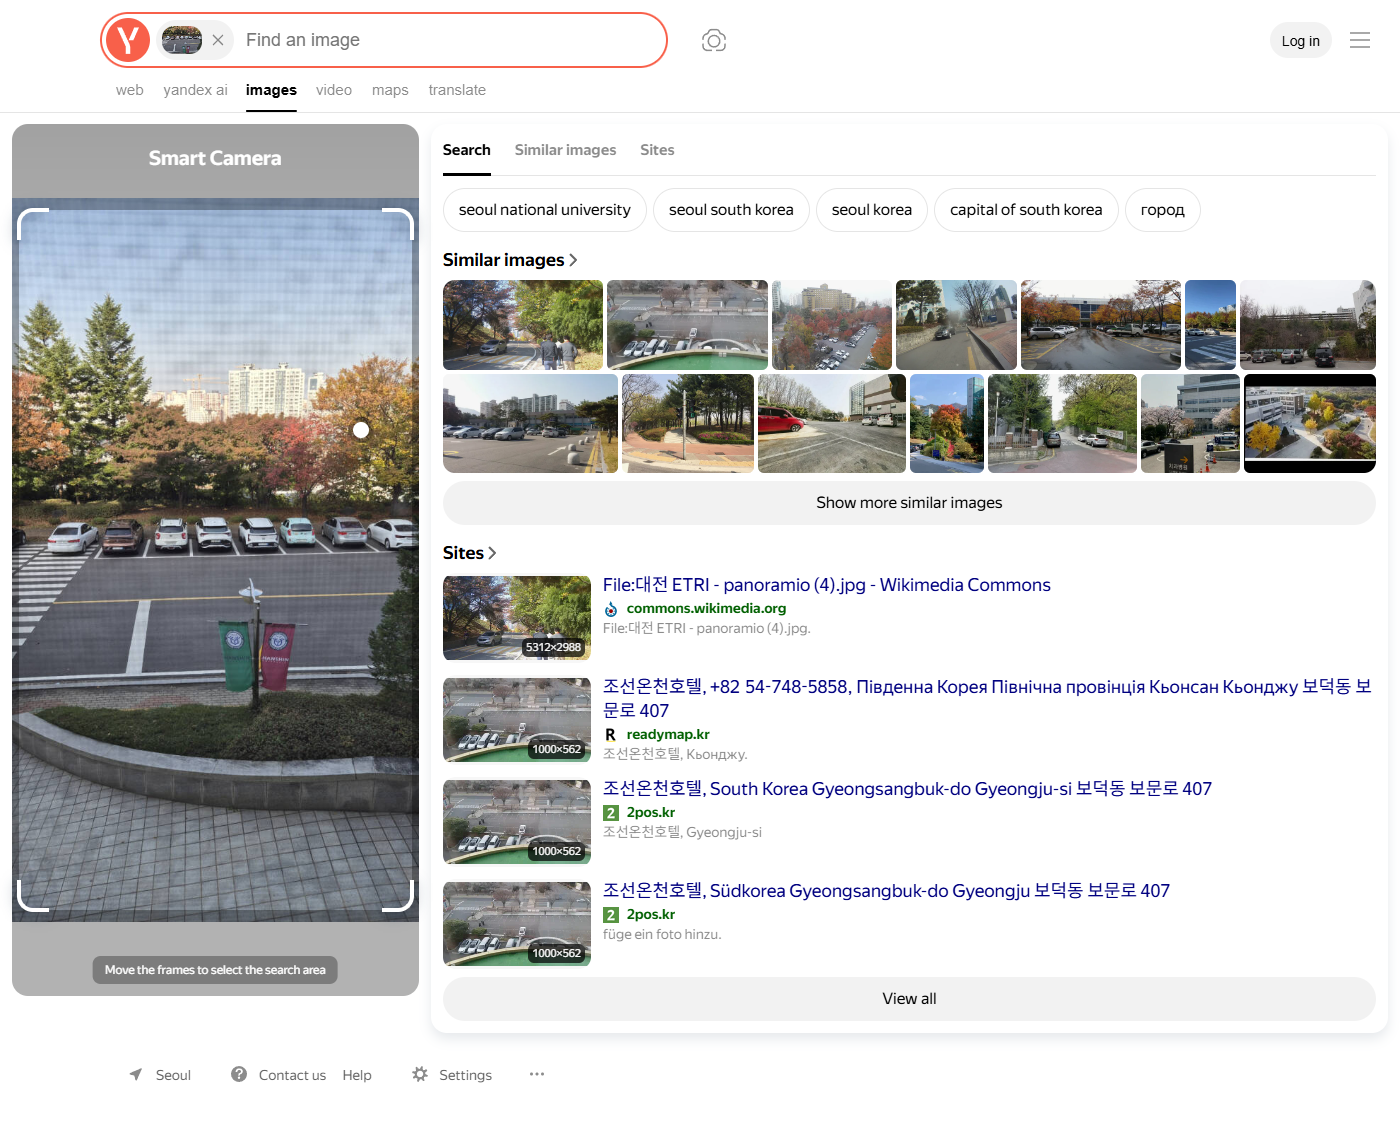 Y
Find an image
Log in
web
yandex ai
images
video
maps
translate
Smart Camera
Move the frames to select the search area
Search
Similar images
Sites
seoul national university
seoul south korea
seoul korea
capital of south korea
город
Similar images
Show more similar images
Sites
5312×2988
File:대전 ETRI - panoramio (4).jpg - Wikimedia Commons
commons.wikimedia.org
File:대전 ETRI - panoramio (4).jpg.
1000×562
조선온천호텔, +82 54-748-5858, Південна Корея Північна провінція Кьонсан Кьонджу 보덕동 보
문로 407
R
readymap.kr
조선온천호텔, Кьонджу.
1000×562
조선온천호텔, South Korea Gyeongsangbuk-do Gyeongju-si 보덕동 보문로 407
2
2pos.kr
조선온천호텔, Gyeongju-si
1000×562
조선온천호텔, Südkorea Gyeongsangbuk-do Gyeongju 보덕동 보문로 407
2
2pos.kr
füge ein foto hinzu.
View all
Seoul
Contact us
Help
Settings